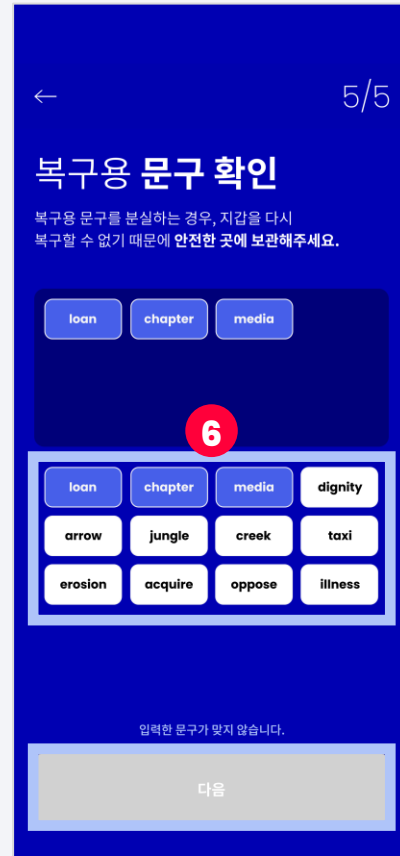 5/5
복구용 문구 확인
복구용 문구를 분실하는 경우, 지갑을 다시
복구할 수 없기 때문에 안전한 곳에 보관해주세요.
loan chapter media
6
loan chapter media dignity
arrow jungle creek taxi
erosion acquire oppose illness
입력한 문구가 맞지 않습니다.
다음